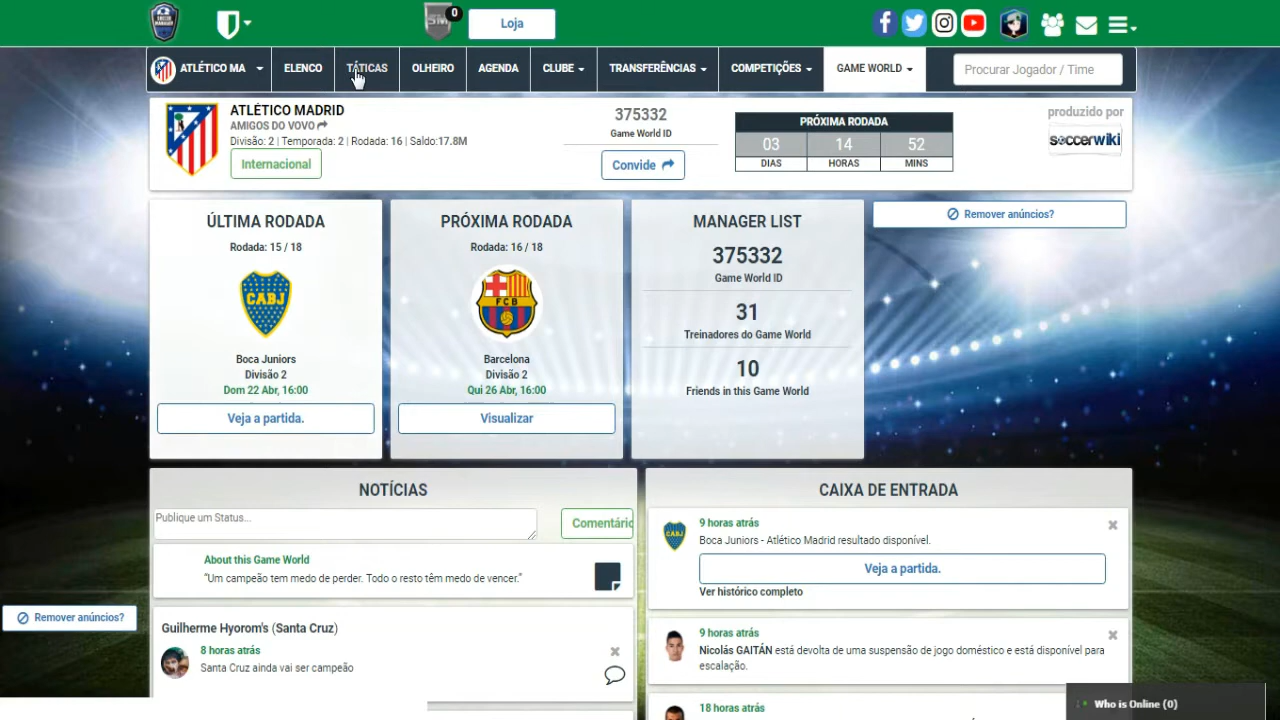 SM 0
Loja
ATLÉTICO MA ELENCO TÁTICAS OLHEIRO AGENDA CLUBE TRANSFERÊNCIAS COMPETIÇÕES GAME WORLD Procurar Jogador / Time
ATLÉTICO MADRID
AMIGOS DO VOVO
Divisão: 2 | Temporada: 2 | Rodada: 16 | Saldo:17.8M
Internacional
375332
Game World ID
Convide
PRÓXIMA RODADA
03 14 52
DIAS HORAS MINS
produzido por
soccerwiki
ÚLTIMA RODADA
Rodada: 15 / 18
CABJ
Boca Juniors
Divisão 2
Dom 22 Abr, 16:00
Veja a partida.
PRÓXIMA RODADA
Rodada: 16 / 18
FCB
Barcelona
Divisão 2
Qui 26 Abr, 16:00
Visualizar
MANAGER LIST
375332
Game World ID
31
Treinadores do Game World
10
Friends in this Game World
Remover anúncios?
NOTÍCIAS
Publique um Status...
Comentário
About this Game World
“Um campeão tem medo de perder. Todo o resto têm medo de vencer.”
Remover anúncios?
Guilherme Hyorom's (Santa Cruz)
8 horas atrás
Santa Cruz ainda vai ser campeão
CAIXA DE ENTRADA
CABJ
9 horas atrás
Boca Juniors - Atlético Madrid resultado disponível.
Veja a partida.
Ver histórico completo
9 horas atrás
Nicolás GAITÁN está devolta de uma suspensão de jogo doméstico e está disponível para
escalação.
18 horas atrás
Who is Online (0)